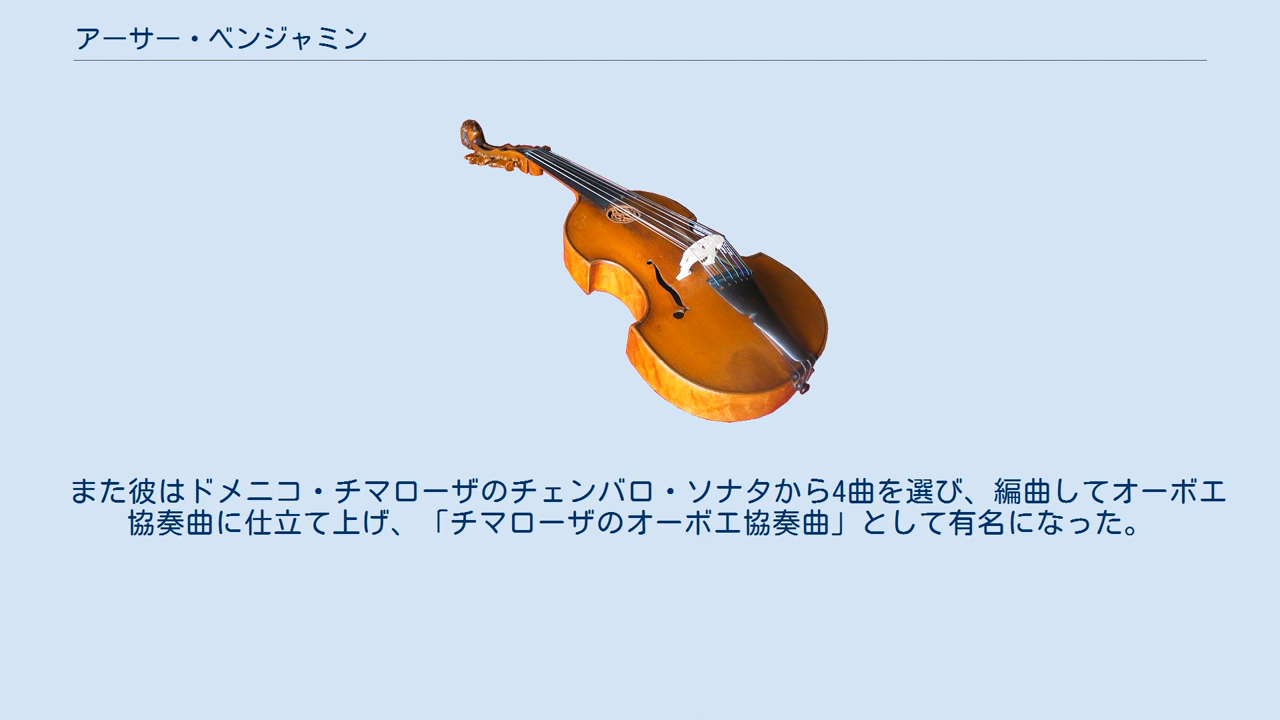 アーサー・ベンジャミン
また彼はドメニコ・チマローザのチェンバロ・ソナタから4曲を選び、編曲してオーボエ
協奏曲に仕立て上げ、「チマローザのオーボエ協奏曲」として有名になった。